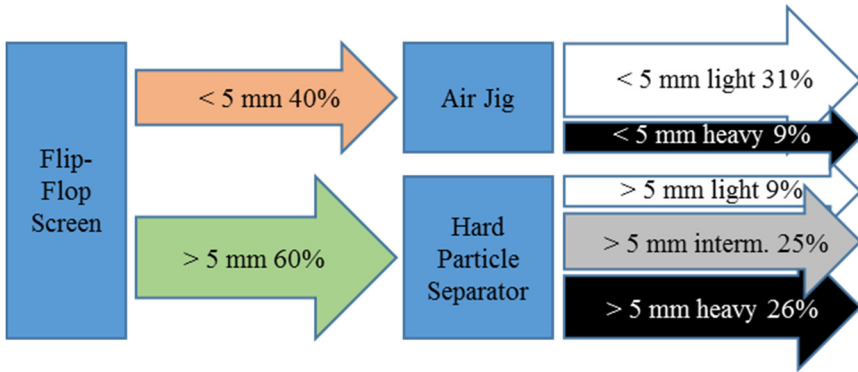 Flip-
Flop
Screen
< 5 mm 40%
> 5 mm 60%
Air Jig
Hard
Particle
Separator
< 5 mm light 31%
< 5 mm heavy 9%
> 5 mm light 9%
> 5 mm interm. 25%
> 5 mm heavy 26%